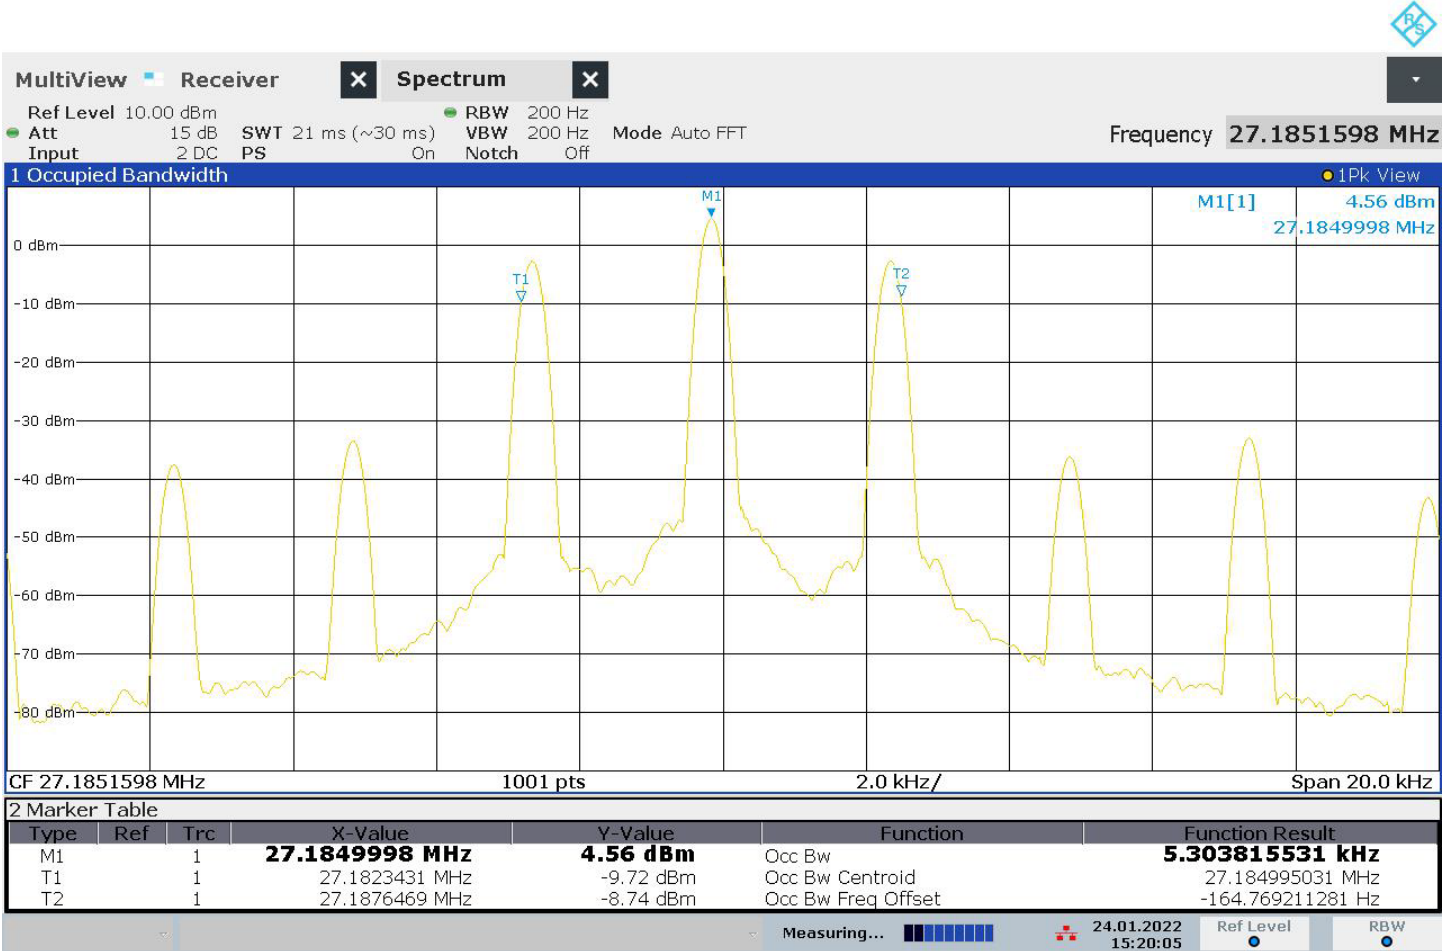 R/S
MultiView Receiver Spectrum
Ref Level 10.00 dBm RBW 200 Hz
Att 15 dB SWT 21 ms (~30 ms) VBW 200 Hz Mode Auto FFT Frequency 27.1851598 MHz
Input 2 DC PS On Notch Off
1 Occupied Bandwidth 1Pk View
M1 M1[1] 4.56 dBm
27.1849998 MHz
0 dBm
T1 T2
-10 dBm
-20 dBm
-30 dBm
-40 dBm
-50 dBm
-60 dBm
-70 dBm
-80 dBm
CF 27.1851598 MHz 1001 pts 2.0 kHz/ Span 20.0 kHz
2 Marker Table
Type Ref Trc X-Value Y-Value Function Function Result
M1 1 27.1849998 MHz 4.56 dBm Occ Bw 5.303815531 kHz
T1 1 27.1823431 MHz -9.72 dBm Occ Bw Centroid 27.184995031 MHz
T2 1 27.1876469 MHz -8.74 dBm Occ Bw Freq Offset -164.769211281 Hz
Measuring... 24.01.2022 Ref Level RBW
15:20:05